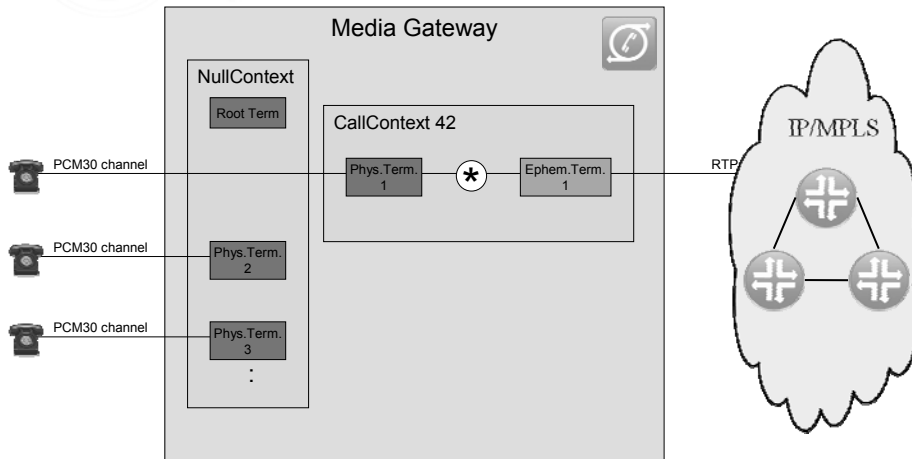 Media Gateway
NullContext
Root Term
CallContext 42
IP/MPLS
PCM30 channel
Phys.Term.
1
*
Ephem.Term.
1
RTP
PCM30 channel
Phys.Term.
2
PCM30 channel
Phys.Term.
3
: